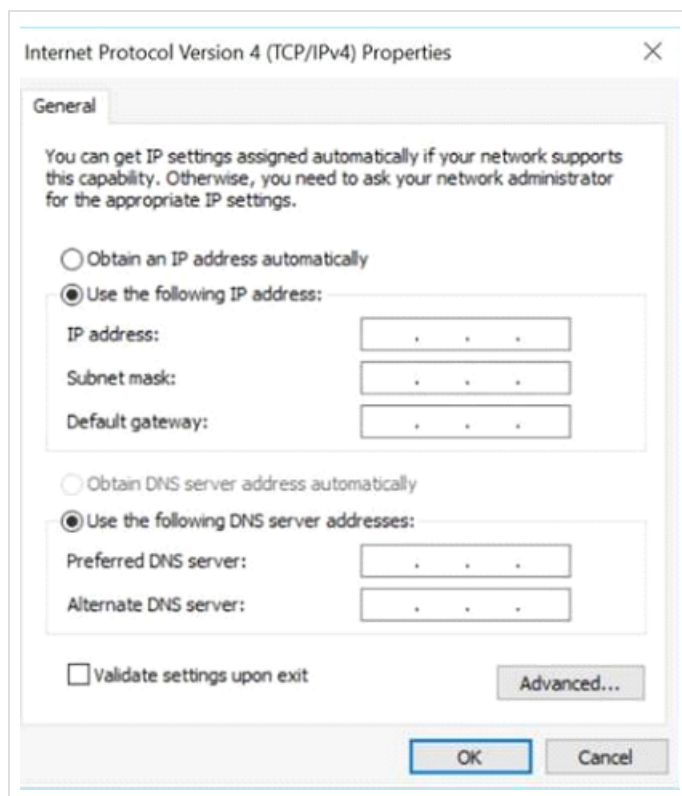 Internet Protocol Version 4 (TCP/IPv4) Properties
General
You can get IP settings assigned automatically if your network supports
this capability. Otherwise, you need to ask your network administrator
for the appropriate IP settings.
Obtain an IP address automatically
Use the following IP address:
IP address:
Subnet mask:
Default gateway:
Obtain DNS server address automatically
Use the following DNS server addresses:
Preferred DNS server:
Alternate DNS server:
Validate settings upon exit
Advanced...
OK Cancel